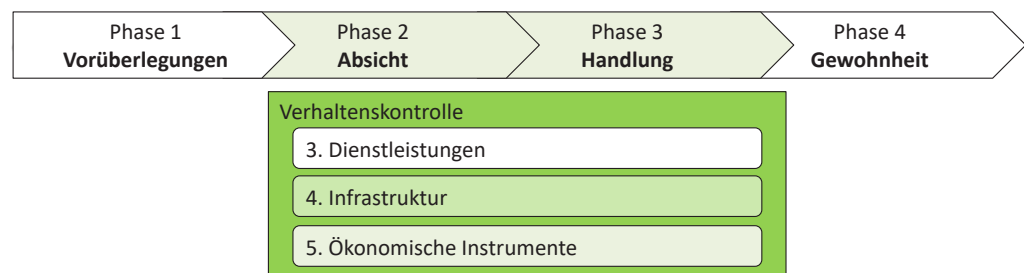 Phase 1
Vorüberlegungen
Phase 2
Absicht
Phase 3
Handlung
Phase 4
Gewohnheit
Verhaltenskontrolle
3. Dienstleistungen
4. Infrastruktur
5. Ökonomische Instrumente